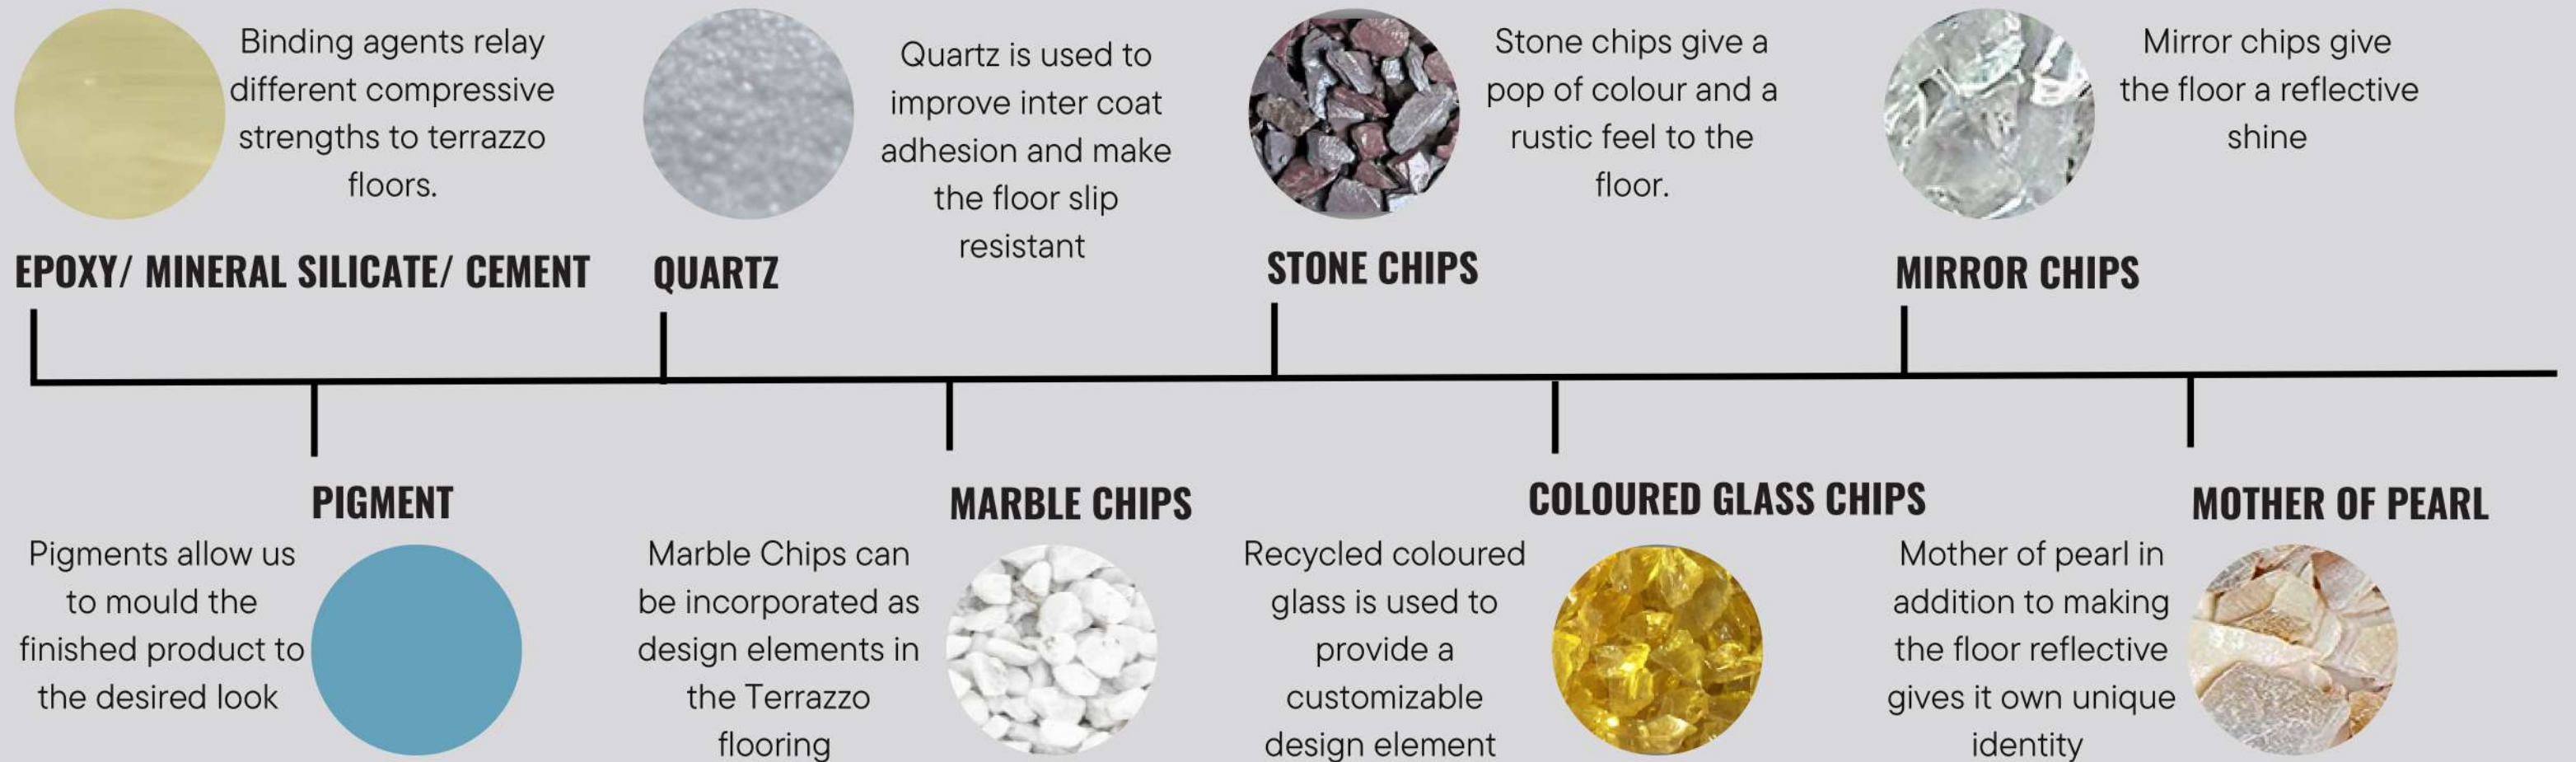 Binding agents relay
different compressive
strengths to terrazzo
floors.
EPOXY/ MINERAL SILICATE/ CEMENT
Quartz is used to
improve inter coat
adhesion and make
the floor slip
resistant
QUARTZ
Stone chips give a
pop of colour and a
rustic feel to the
floor.
STONE CHIPS
Mirror chips give
the floor a reflective
shine
MIRROR CHIPS
PIGMENT
Pigments allow us
to mould the
finished product to
the desired look
MARBLE CHIPS
Marble Chips can
be incorporated as
design elements in
the Terrazzo
flooring
COLOURED GLASS CHIPS
Recycled coloured
glass is used to
provide a
customizable
design element
MOTHER OF PEARL
Mother of pearl in
addition to making
the floor reflective
gives it own unique
identity